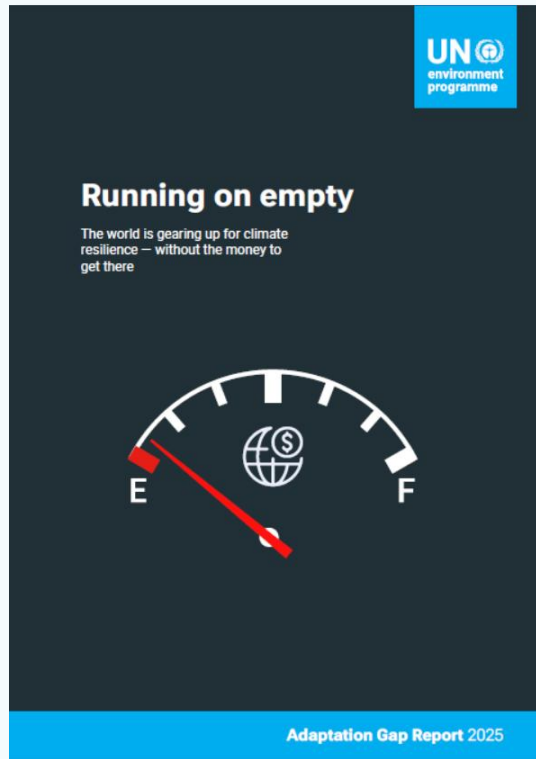 UN
environment
programme
Running on empty
The world is gearing up for climate
resilience — without the money to
get there
$
E
F
Adaptation Gap Report 2025